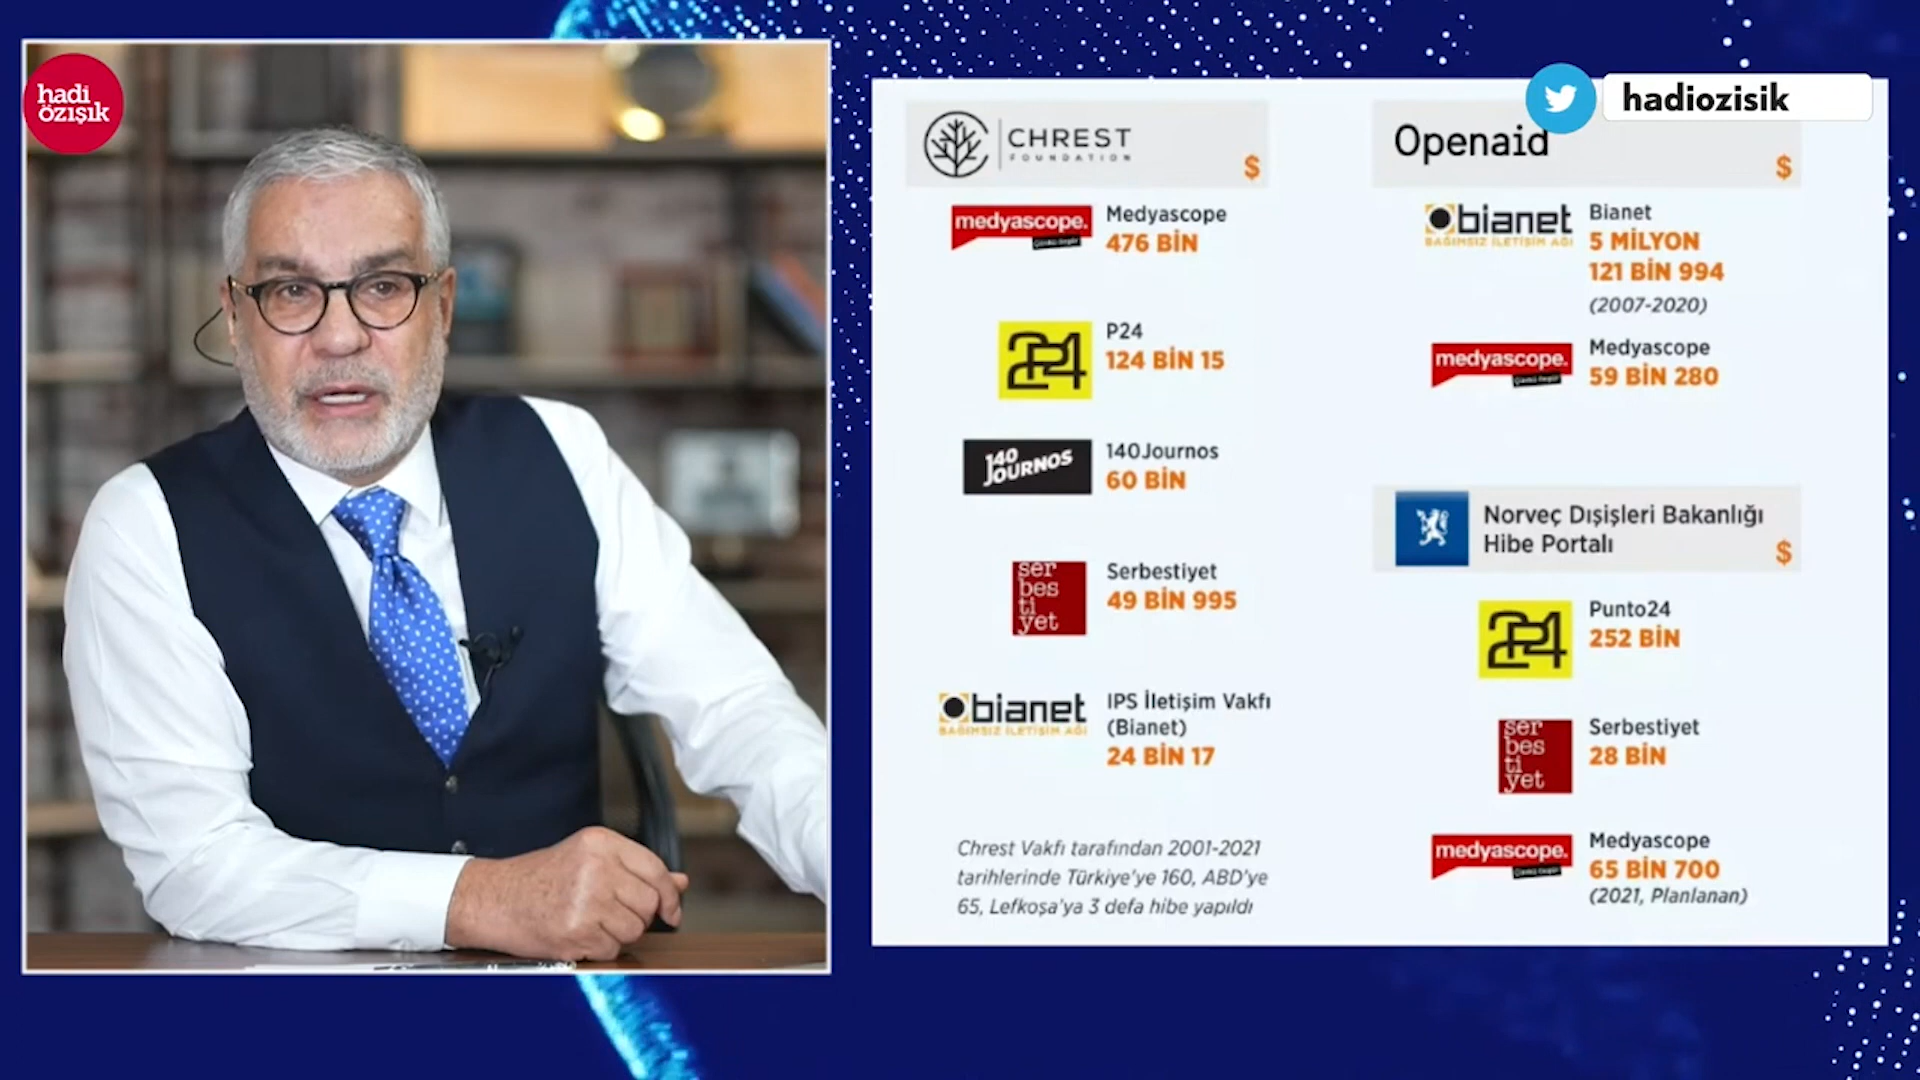 hadi
özışık
hadiozisik
CHREST
FOUNDATION
$
medyascope.
Medyascope
476 BİN
P24
P24
124 BİN 15
140
JOURNOS
140Journos
60 BİN
ser
bes
ti
yet
Serbestiyet
49 BİN 995
bianet
BAĞIMSIZ İLETİŞİM AĞI
IPS İletişim Vakfı
(Bianet)
24 BİN 17
Chrest Vakfı tarafından 2001-2021
tarihlerinde Türkiye'ye 160, ABD'ye
65, Lefkoşa'ya 3 defa hibe yapıldı
Openaid
$
bianet
BAĞIMSIZ İLETİŞİM AĞI
Bianet
5 MİLYON
121 BİN 994
(2007-2020)
medyascope.
Medyascope
59 BİN 280
Norveç Dışişleri Bakanlığı
Hibe Portalı
$
P24
Punto24
252 BİN
ser
bes
ti
yet
Serbestiyet
28 BİN
medyascope.
Medyascope
65 BİN 700
(2021, Planlanan)